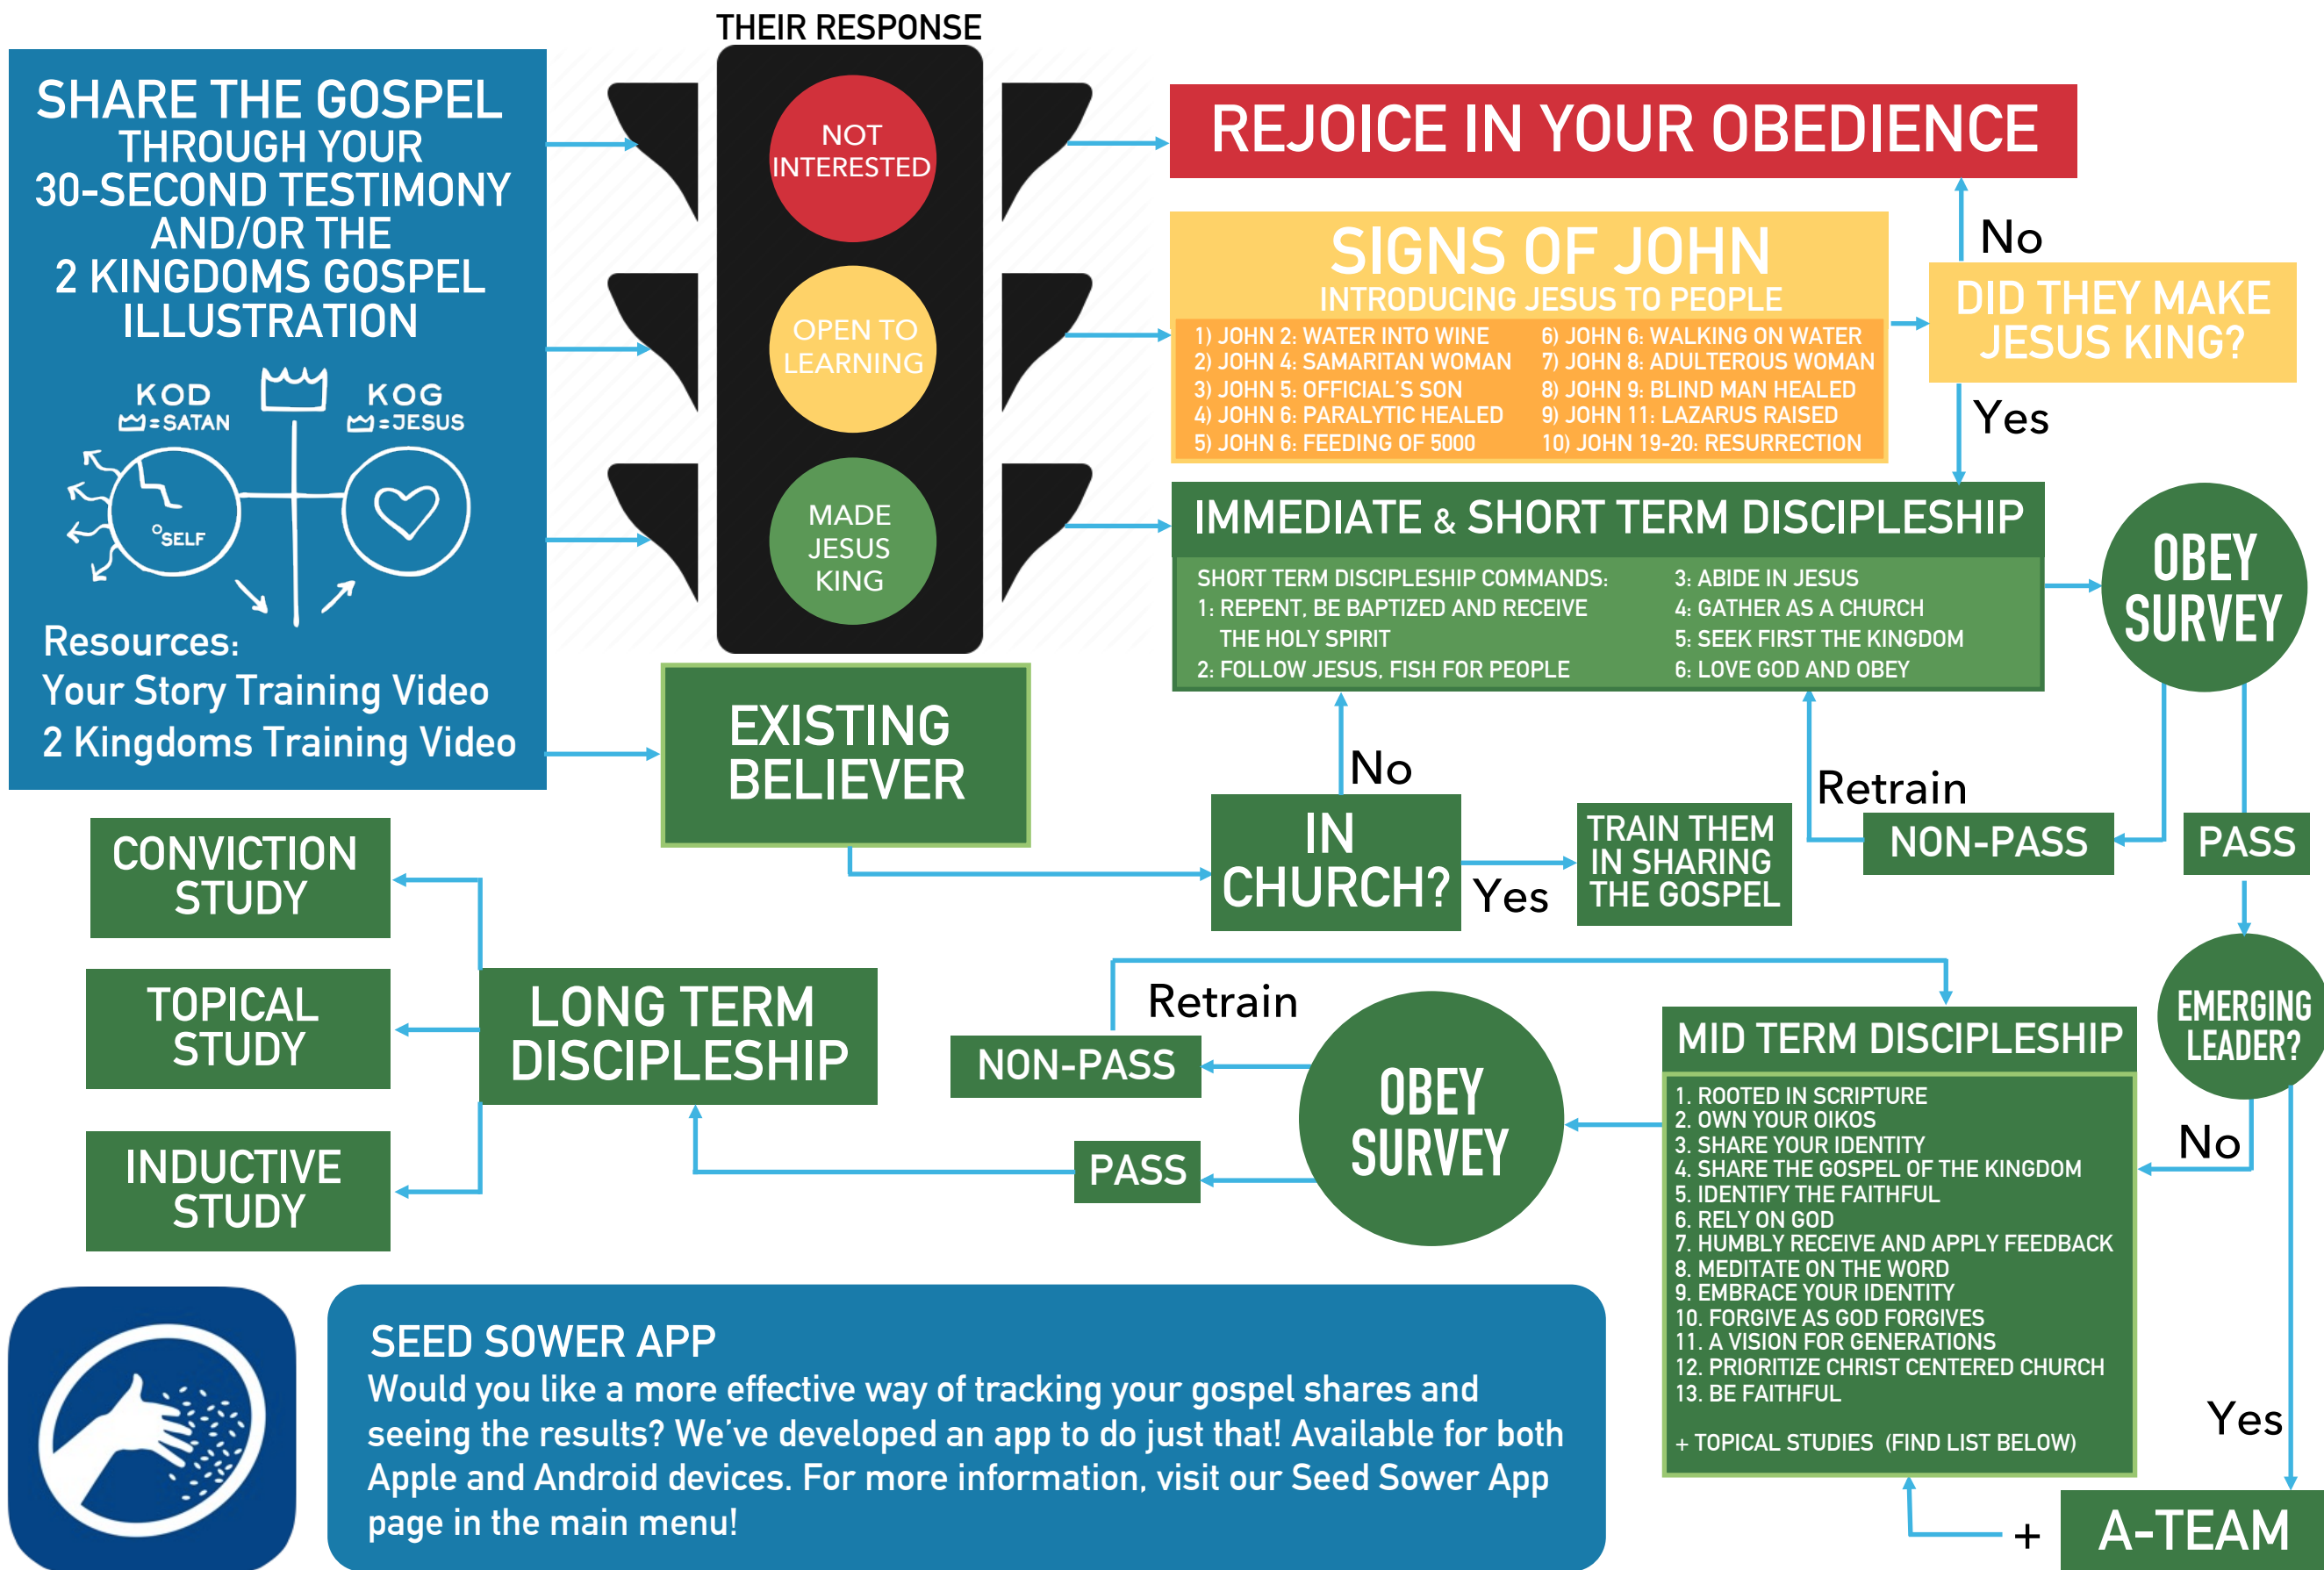 THEIR RESPONSE
SHARE THE GOSPEL
THROUGH YOUR
30-SECOND TESTIMONY
AND/OR THE
2 KINGDOMS GOSPEL
ILLUSTRATION
KOD
=SATAN
KOG
=JESUS
SELF
Resources:
Your Story Training Video
2 Kingdoms Training Video
NOT
INTERESTED
OPEN TO
LEARNING
MADE
JESUS
KING
REJOICE IN YOUR OBEDIENCE
SIGNS OF JOHN
INTRODUCING JESUS TO PEOPLE
1) JOHN 2: WATER INTO WINE
2) JOHN 4: SAMARITAN WOMAN
3) JOHN 5: OFFICIAL'S SON
4) JOHN 6: PARALYTIC HEALED
5) JOHN 6: FEEDING OF 5000
6) JOHN 6: WALKING ON WATER
7) JOHN 8: ADULTEROUS WOMAN
8) JOHN 9: BLIND MAN HEALED
9) JOHN 11: LAZARUS RAISED
10) JOHN 19-20: RESURRECTION
No
DID THEY MAKE
JESUS KING?
Yes
IMMEDIATE & SHORT TERM DISCIPLESHIP
SHORT TERM DISCIPLESHIP COMMANDS:
1: REPENT, BE BAPTIZED AND RECEIVE
THE HOLY SPIRIT
2: FOLLOW JESUS, FISH FOR PEOPLE
3: ABIDE IN JESUS
4: GATHER AS A CHURCH
5: SEEK FIRST THE KINGDOM
6: LOVE GOD AND OBEY
OBEY
SURVEY
EXISTING
BELIEVER
No
IN
CHURCH?
Yes
TRAIN THEM
IN SHARING
THE GOSPEL
Retrain
NON-PASS
PASS
EMERGING
LEADER?
No
Yes
MID TERM DISCIPLESHIP
1. ROOTED IN SCRIPTURE
2. OWN YOUR OIKOS
3. SHARE YOUR IDENTITY
4. SHARE THE GOSPEL OF THE KINGDOM
5. IDENTIFY THE FAITHFUL
6. RELY ON GOD
7. HUMBLY RECEIVE AND APPLY FEEDBACK
8. MEDITATE ON THE WORD
9. EMBRACE YOUR IDENTITY
10. FORGIVE AS GOD FORGIVES
11. A VISION FOR GENERATIONS
12. PRIORITIZE CHRIST CENTERED CHURCH
13. BE FAITHFUL
+ TOPICAL STUDIES (FIND LIST BELOW)
+
A-TEAM
OBEY
SURVEY
Retrain
NON-PASS
PASS
LONG TERM
DISCIPLESHIP
CONVICTION
STUDY
TOPICAL
STUDY
INDUCTIVE
STUDY
SEED SOWER APP
Would you like a more effective way of tracking your gospel shares and
seeing the results? We've developed an app to do just that! Available for both
Apple and Android devices. For more information, visit our Seed Sower App
page in the main menu!